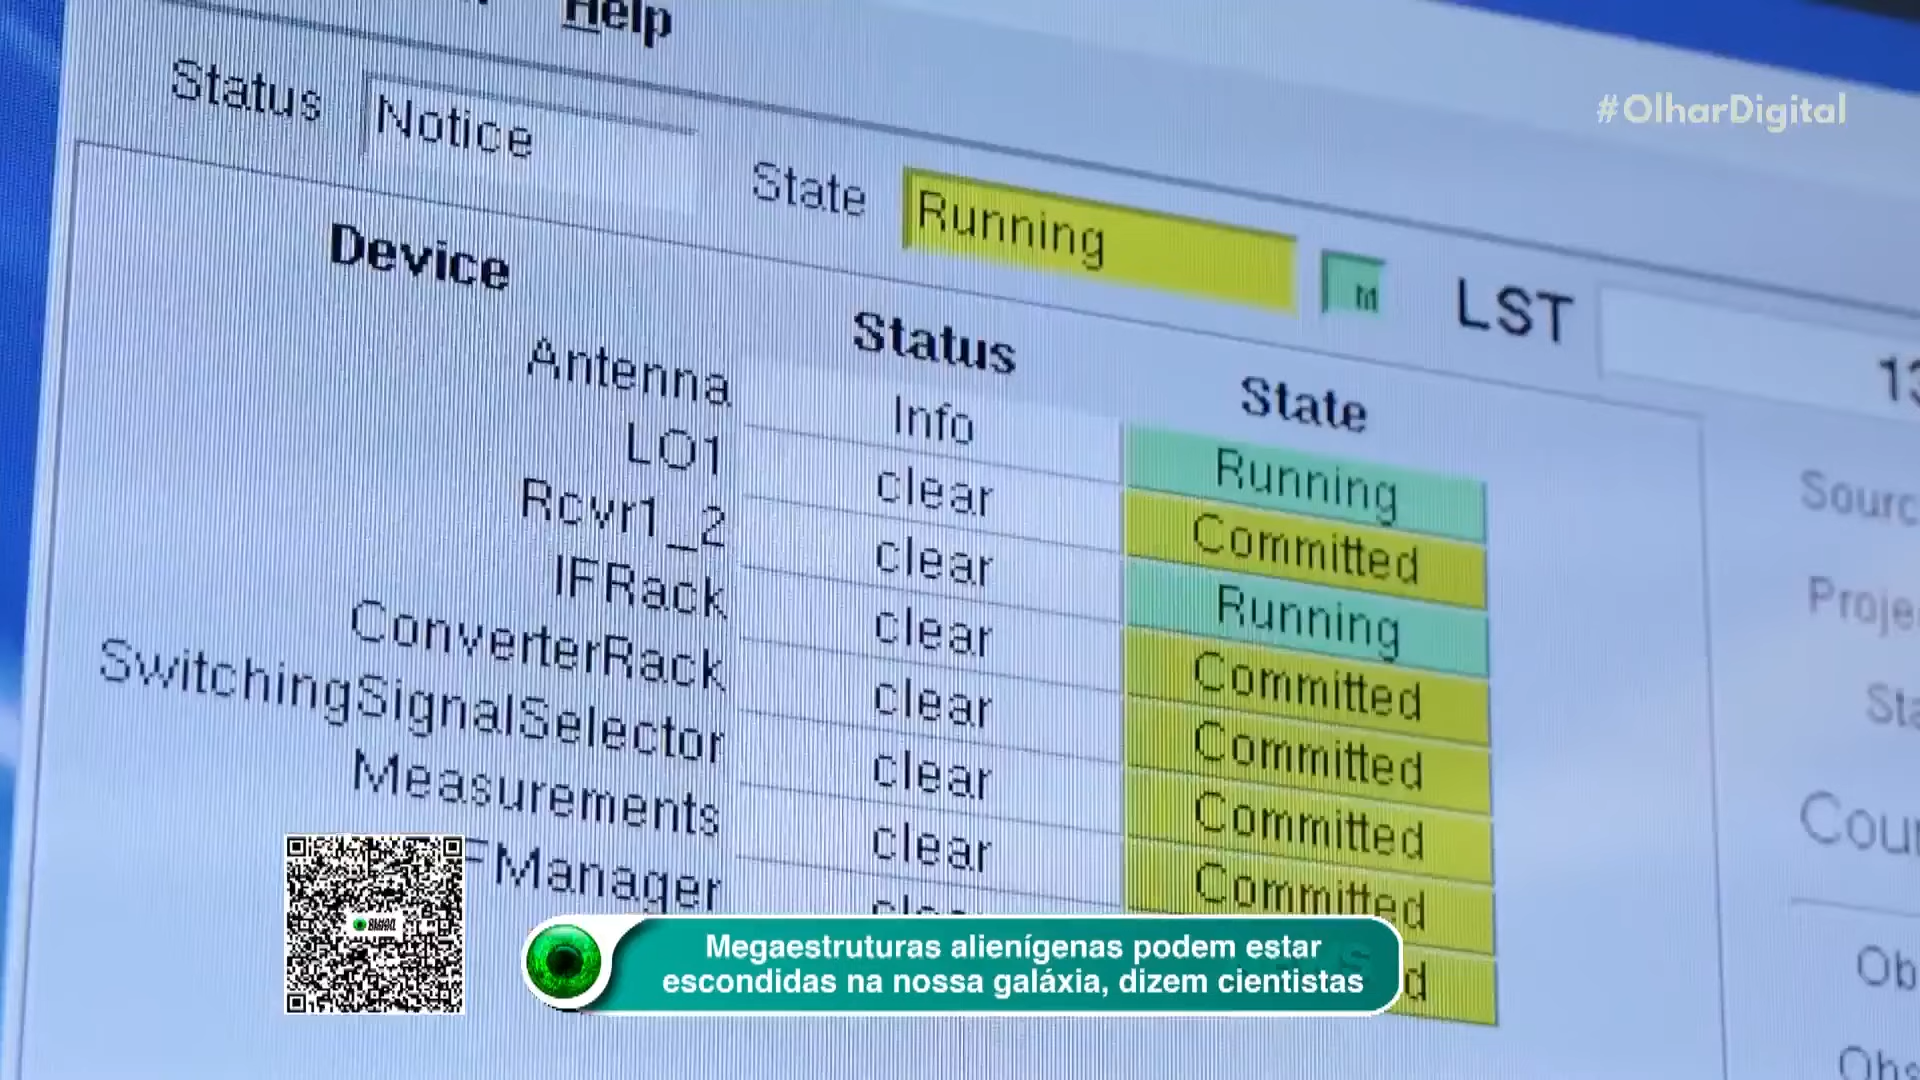 Help
#OlharDigital
Status Notice State Running M LST 13
Device Status State
Antenna Info Running
LO1 clear Committed
Rcvr1_2 clear Running
IFRack clear Committed
ConverterRack clear Committed
SwitchingSignalSelector clear Committed
Measurements clear Committed
FManager
Megaestruturas alienígenas podem estar
escondidas na nossa galáxia, dizem cientistas